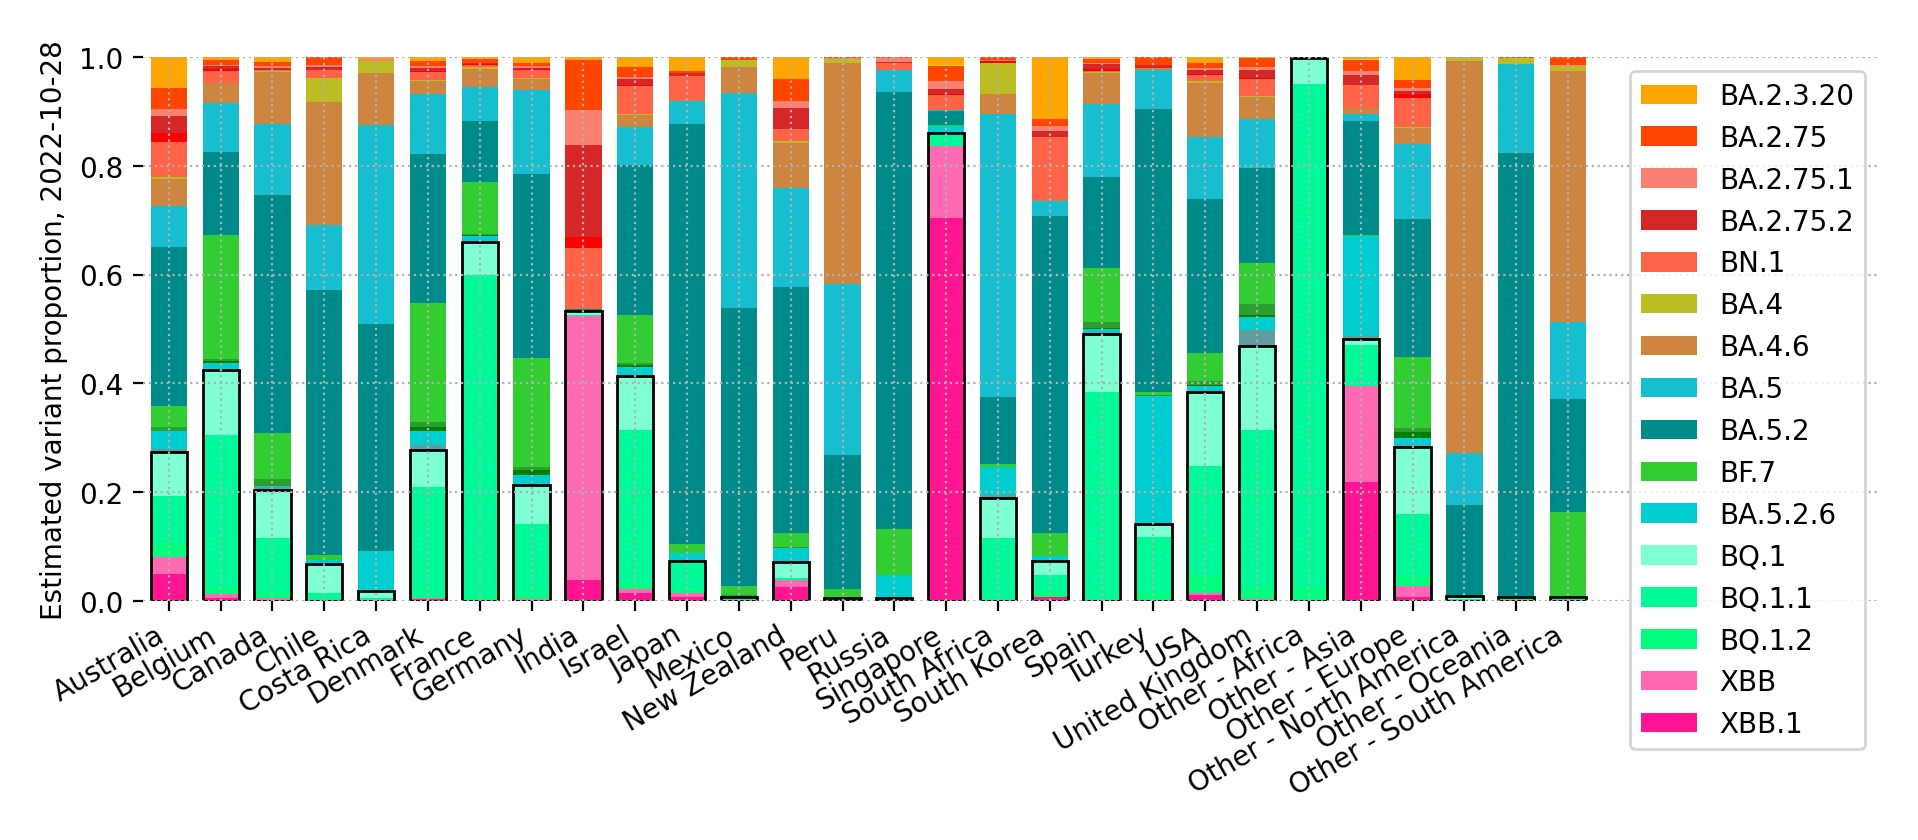 Estimated variant proportion, 2022-10-28
1.0
0.8
0.6
0.4
0.2
0.0
Australia
Belgium
Canada
Chile
Costa Rica
Denmark
France
Germany
India
Israel
Japan
Mexico
New Zealand
Peru
Russia
Singapore
South Africa
South Korea
Spain
Turkey
USA
United Kingdom
Other - Africa
Other - Asia
Other - Europe
Other - North America
Other - Oceania
Other - South America
BA.2.3.20
BA.2.75
BA.2.75.1
BA.2.75.2
BN.1
BA.4
BA.4.6
BA.5
BA.5.2
BF.7
BA.5.2.6
BQ.1
BQ.1.1
BQ.1.2
XBB
XBB.1